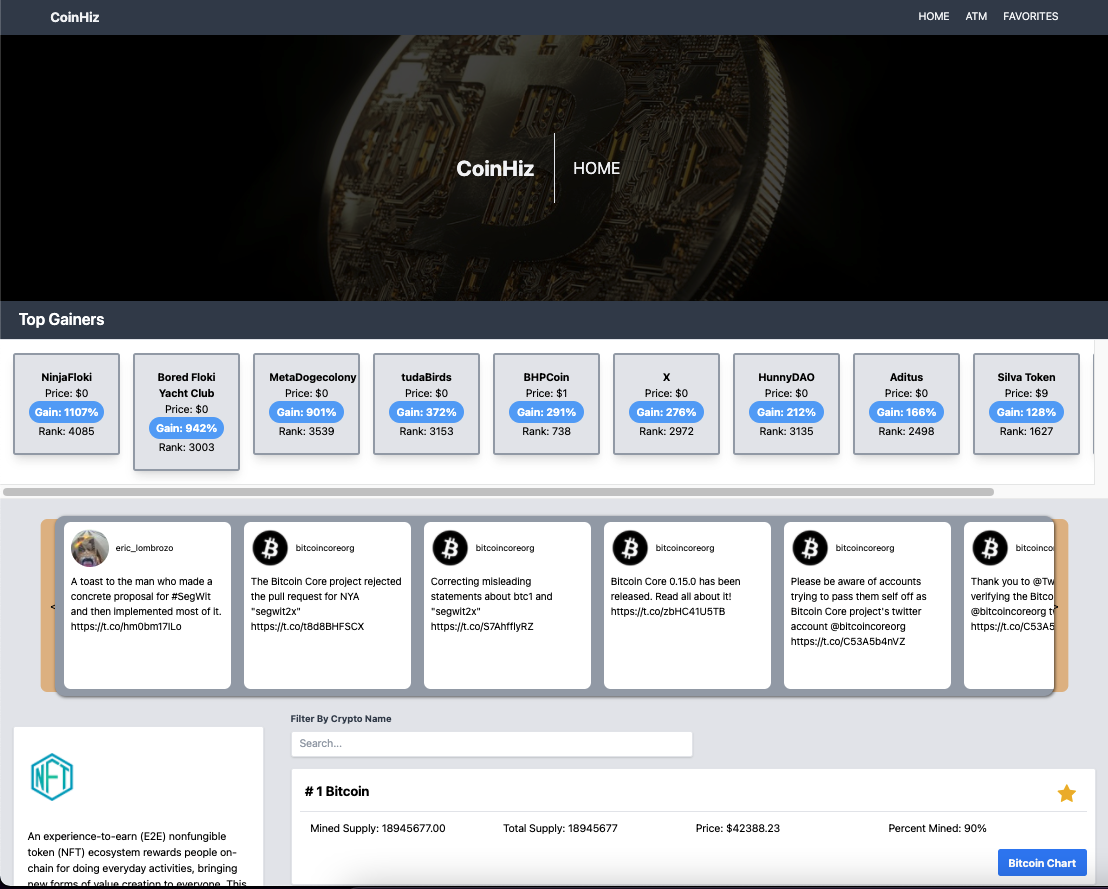 CoinHiz
HOME ATM FAVORITES
CoinHiz
HOME
Top Gainers
NinjaFloki
Price: $0
Gain: 1107%
Rank: 4085
Bored Floki
Yacht Club
Price: $0
Gain: 942%
Rank: 3003
MetaDogecolony
Price: $0
Gain: 901%
Rank: 3539
tudaBirds
Price: $0
Gain: 372%
Rank: 3153
BHPCoin
Price: $1
Gain: 291%
Rank: 738
X
Price: $0
Gain: 276%
Rank: 2972
HunnyDAO
Price: $0
Gain: 212%
Rank: 3135
Aditus
Price: $0
Gain: 166%
Rank: 2498
Silva Token
Price: $9
Gain: 128%
Rank: 1627
<
eric_lombrozo
A toast to the man who made a
concrete proposal for #SegWit
and then implemented most of it.
https://t.co/hm0bm17lLo
bitcoincoreorg
The Bitcoin Core project rejected
the pull request for NYA
"segwit2x"
https://t.co/t8d8BHFSCX
bitcoincoreorg
Correcting misleading
statements about btc1 and
"segwit2x"
https://t.co/S7AhfflyRZ
bitcoincoreorg
Bitcoin Core 0.15.0 has been
released. Read all about it!
https://t.co/zbHC41U5TB
bitcoincoreorg
Please be aware of accounts
trying to pass them self off as
Bitcoin Core project's twitter
account @bitcoincoreorg
https://t.co/C53A5b4nVZ
bitcoinco
Thank you to @Tw
verifying the Bitco
@bitcoincoreorg t
https://t.co/C53A5
>
NFT
An experience-to-earn (E2E) nonfungible
token (NFT) ecosystem rewards people on-
chain for doing everyday activities, bringing
new forms of value creation to everyone. This
Filter By Crypto Name
Search...
# 1 Bitcoin
Mined Supply: 18945677.00 Total Supply: 18945677 Price: $42388.23 Percent Mined: 90%
Bitcoin Chart